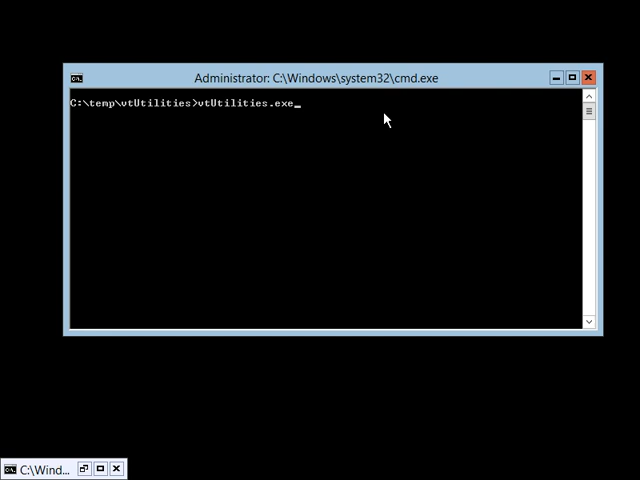 Administrator: C:\Windows\system32\cmd.exe
C:\temp\vtUtilities>vtUtilities.exe_
C:\Wind...